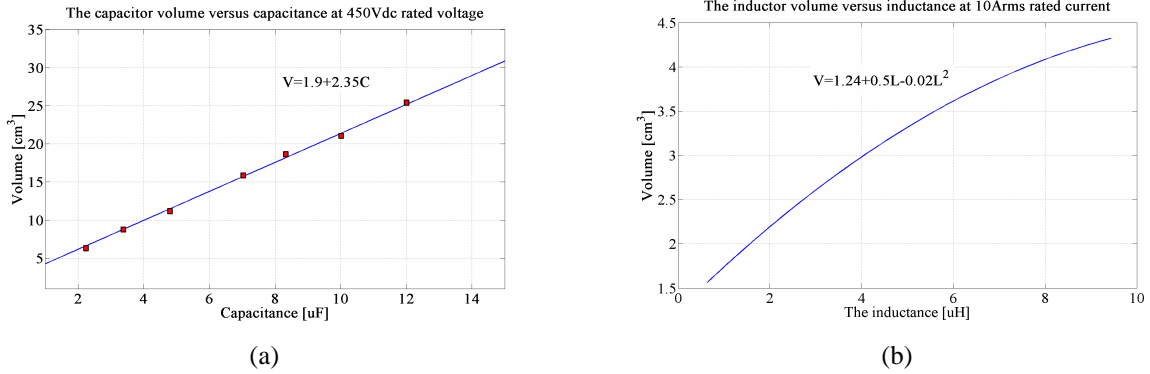 The capacitor volume versus capacitance at 450Vdc rated voltage
Volume [cm³]
35
30
25
20
15
10
5
V=1.9+2.35C
2 4 6 8 10 12 14
Capacitance [uF]
(a)
The inductor volume versus inductance at 10Arms rated current
Volume [cm³]
4.5
4
3.5
3
2.5
2
1.5
V=1.24+0.5L-0.02L²
0 2 4 6 8 10
The inductance [uH]
(b)